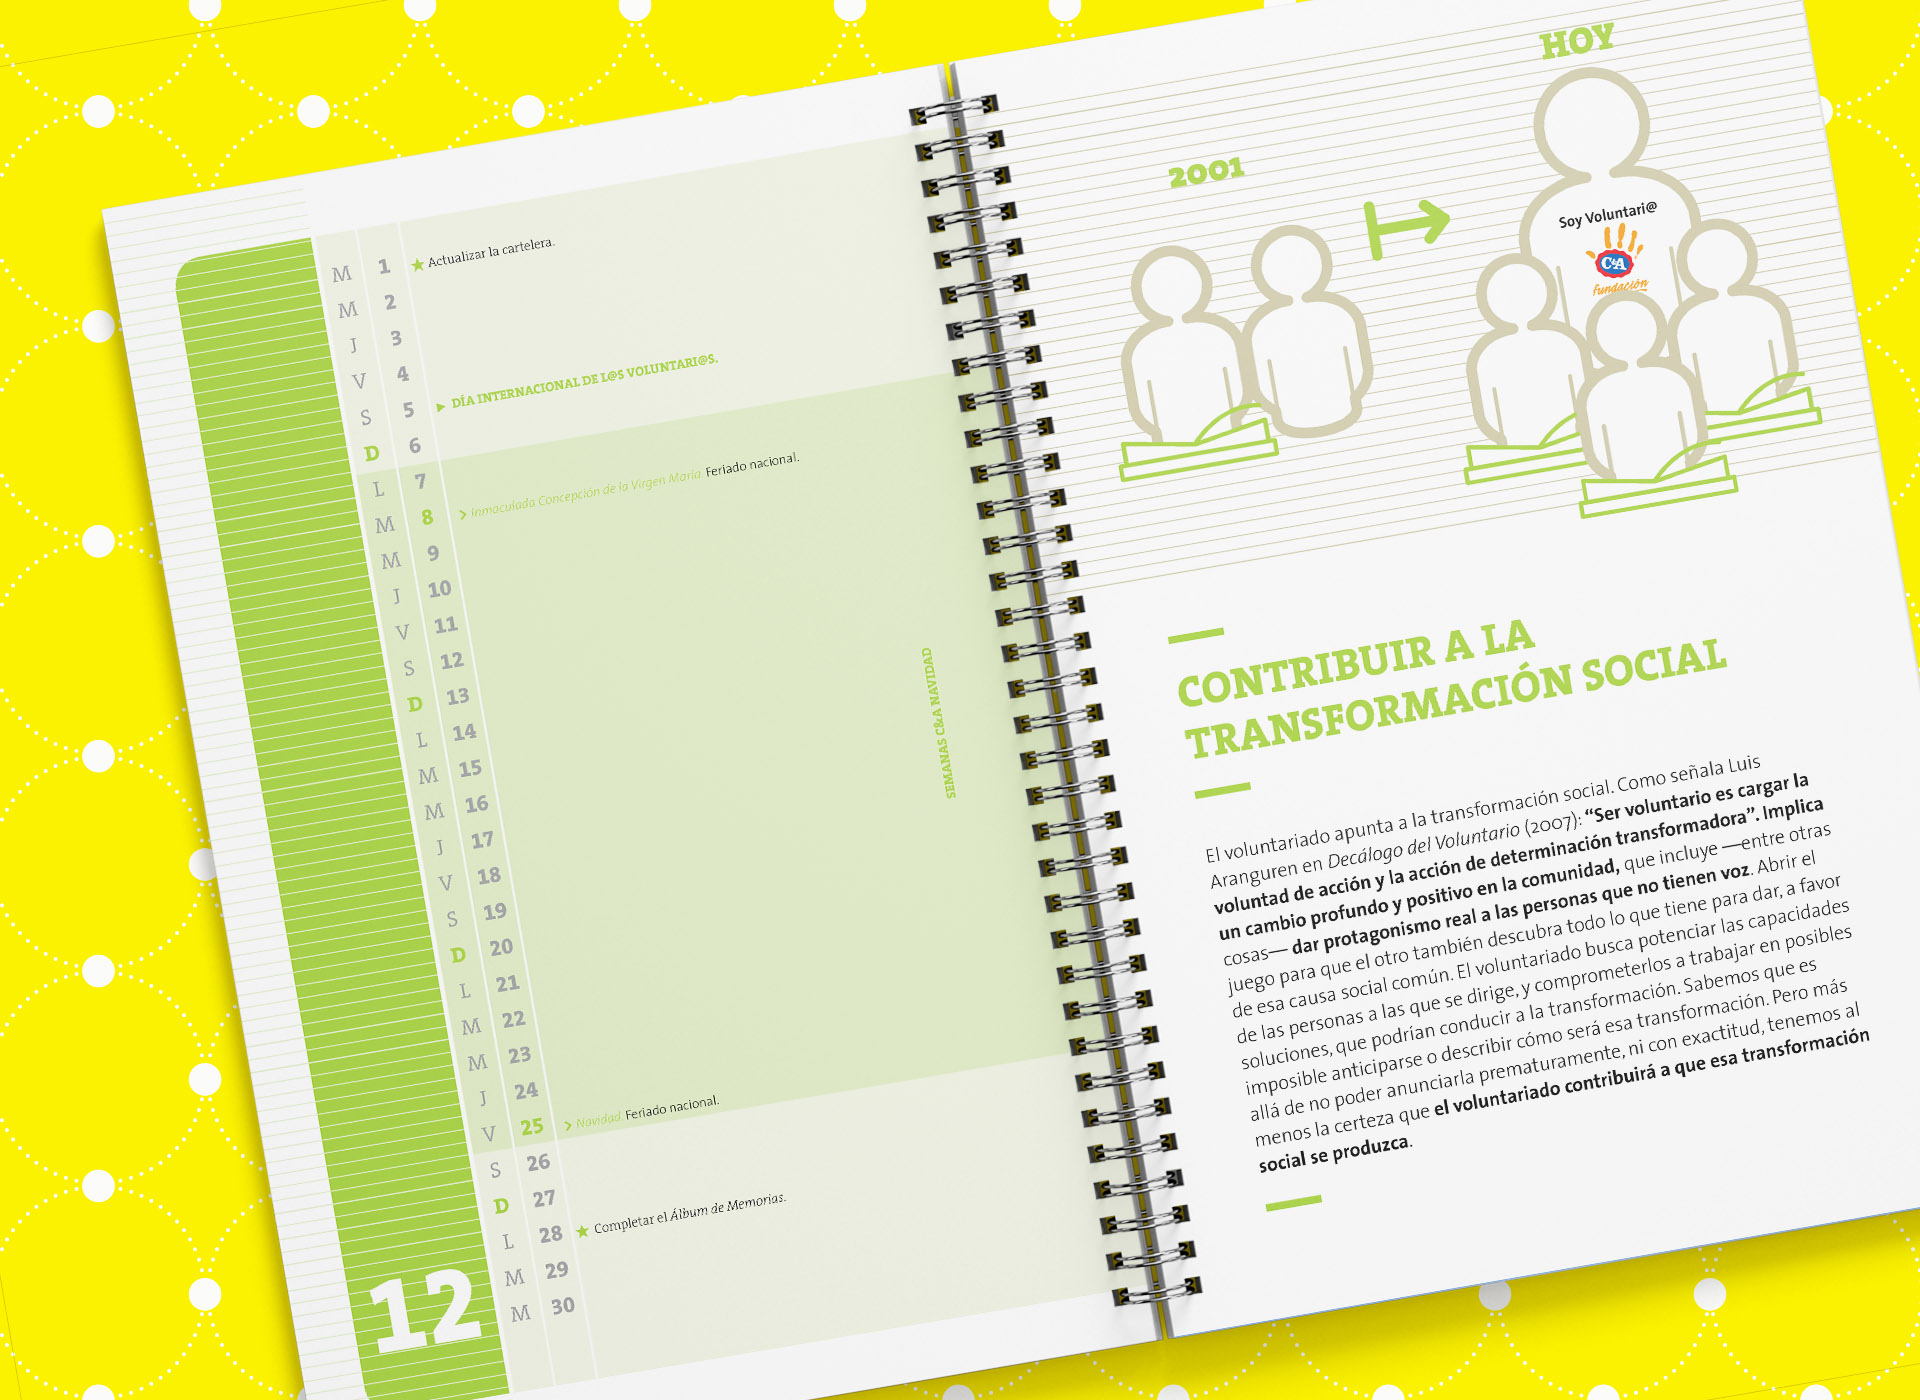 M 1 ★ Actualizar la cartelera.
M 2
J 3
V 4
S 5 ▸ DÍA INTERNACIONAL DE L@S VOLUNTARI@S.
D 6
L 7
M 8 > Inmaculada Concepción de la Virgen María Feriado nacional.
M 9
J 10
V 11
S 12
D 13
L 14
M 15
M 16
J 17
V 18
S 19
D 20
L 21
M 22
M 23
J 24
V 25 > Navidad Feriado nacional.
S 26
D 27
L 28 ★ Completar el Álbum de Memorias.
M 29
M 30
12
SEMANAS C&A NAVIDAD
HOY
2001
Soy Voluntari@
C&A
fundación
CONTRIBUIR A LA
TRANSFORMACIÓN SOCIAL
El voluntariado apunta a la transformación social. Como señala Luis
Aranguren en Decálogo del Voluntario (2007): “Ser voluntario es cargar la
voluntad de acción y la acción de determinación transformadora”. Implica
un cambio profundo y positivo en la comunidad, que incluye —entre otras
cosas— dar protagonismo real a las personas que no tienen voz. Abrir el
juego para que el otro también descubra todo lo que tiene para dar, a favor
de esa causa social común. El voluntariado busca potenciar las capacidades
de las personas a las que se dirige, y comprometerlos a trabajar en posibles
soluciones, que podrían conducir a la transformación. Sabemos que es
imposible anticiparse o describir cómo será esa transformación. Pero más
allá de no poder anunciarla prematuramente, ni con exactitud, tenemos al
menos la certeza que el voluntariado contribuirá a que esa transformación
social se produzca.